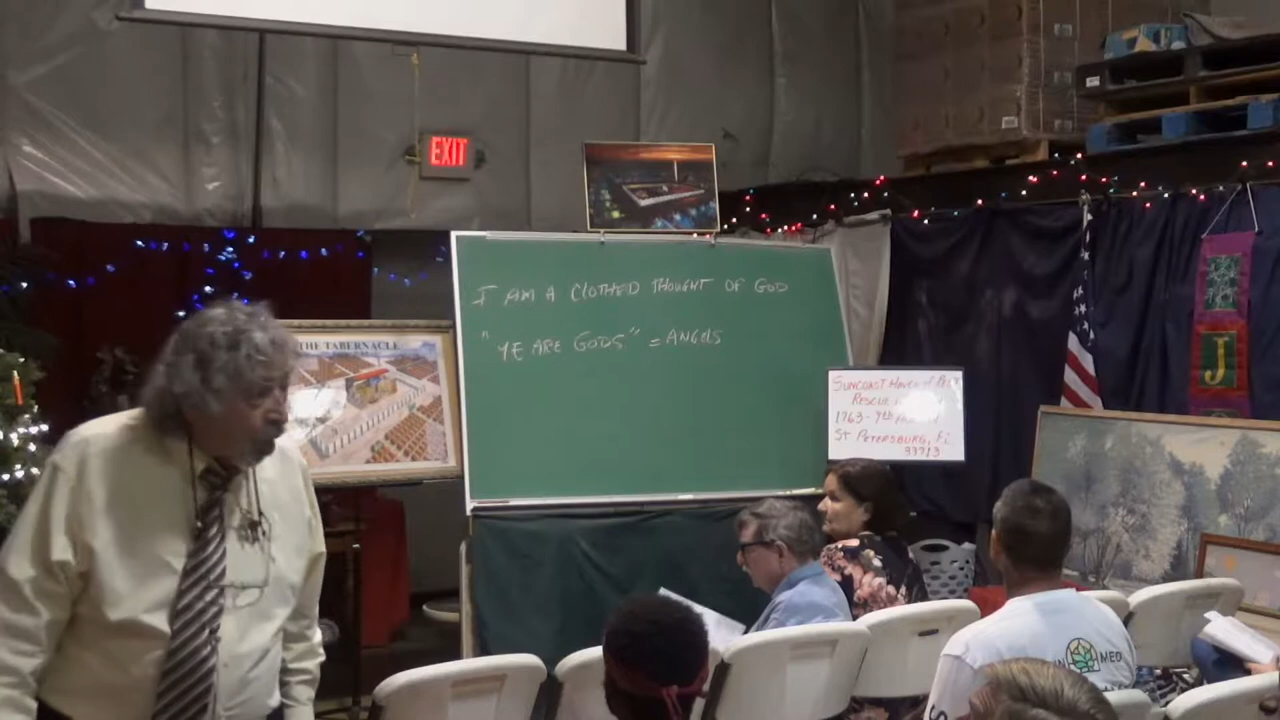 EXIT
I AM A CLOTHED THOUGHT OF GOD
"YE ARE GODS" = ANGELS
THE TABERNACLE
SUNCOAST HAVEN OF
RESCUE
1763 - 9TH
ST PETERSBURG, FL.
33713
J
MED